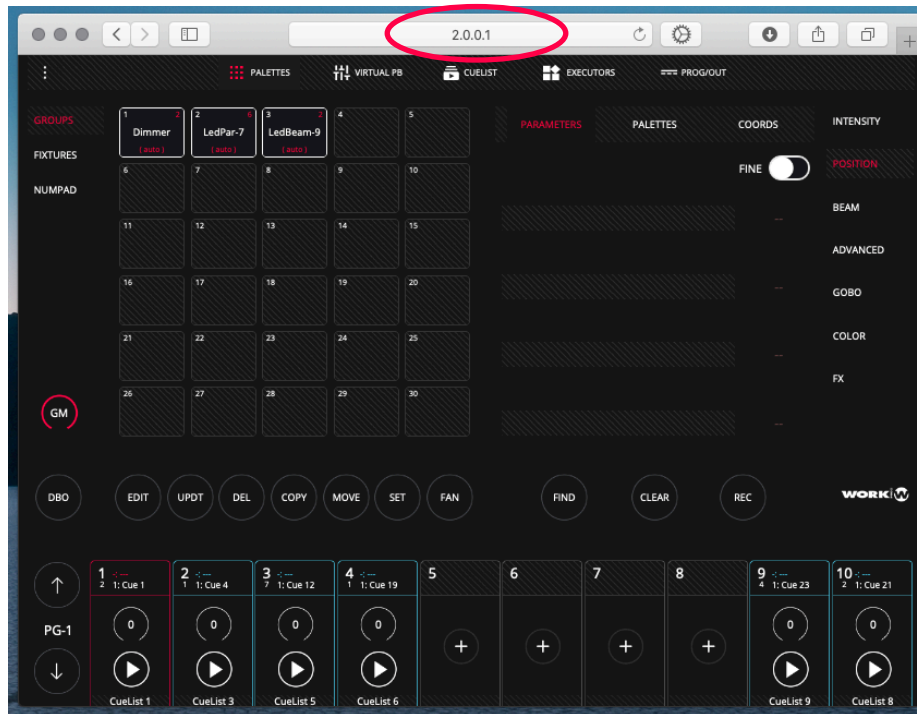 2.0.0.1
PALETTES VIRTUAL PB CUELIST EXECUTORS PROG/OUT
GROUPS
FIXTURES
NUMPAD
1 2 2 6 3 2 4 5
Dimmer LedPar-7 LedBeam-9
(auto) (auto) (auto)
6 7 8 9 10
11 12 13 14 15
16 17 18 19 20
21 22 23 24 25
26 27 28 29 30
PARAMETERS PALETTES COORDS
FINE
--
--
--
--
INTENSITY
POSITION
BEAM
ADVANCED
GOBO
COLOR
FX
GM
DBO EDIT UPDT DEL COPY MOVE SET FAN FIND CLEAR REC WORK
PG-1
1 -:-- 2 -:-- 3 -:-- 4 -:-- 5 6 7 8 9 -:-- 10 -:--
2 1: Cue 1 1 1: Cue 4 7 1: Cue 12 1 1: Cue 19 4 1: Cue 23 2 1: Cue 21
0 0 0 0 0 0
+ + + +
CueList 1 CueList 3 CueList 5 CueList 6 CueList 9 CueList 8